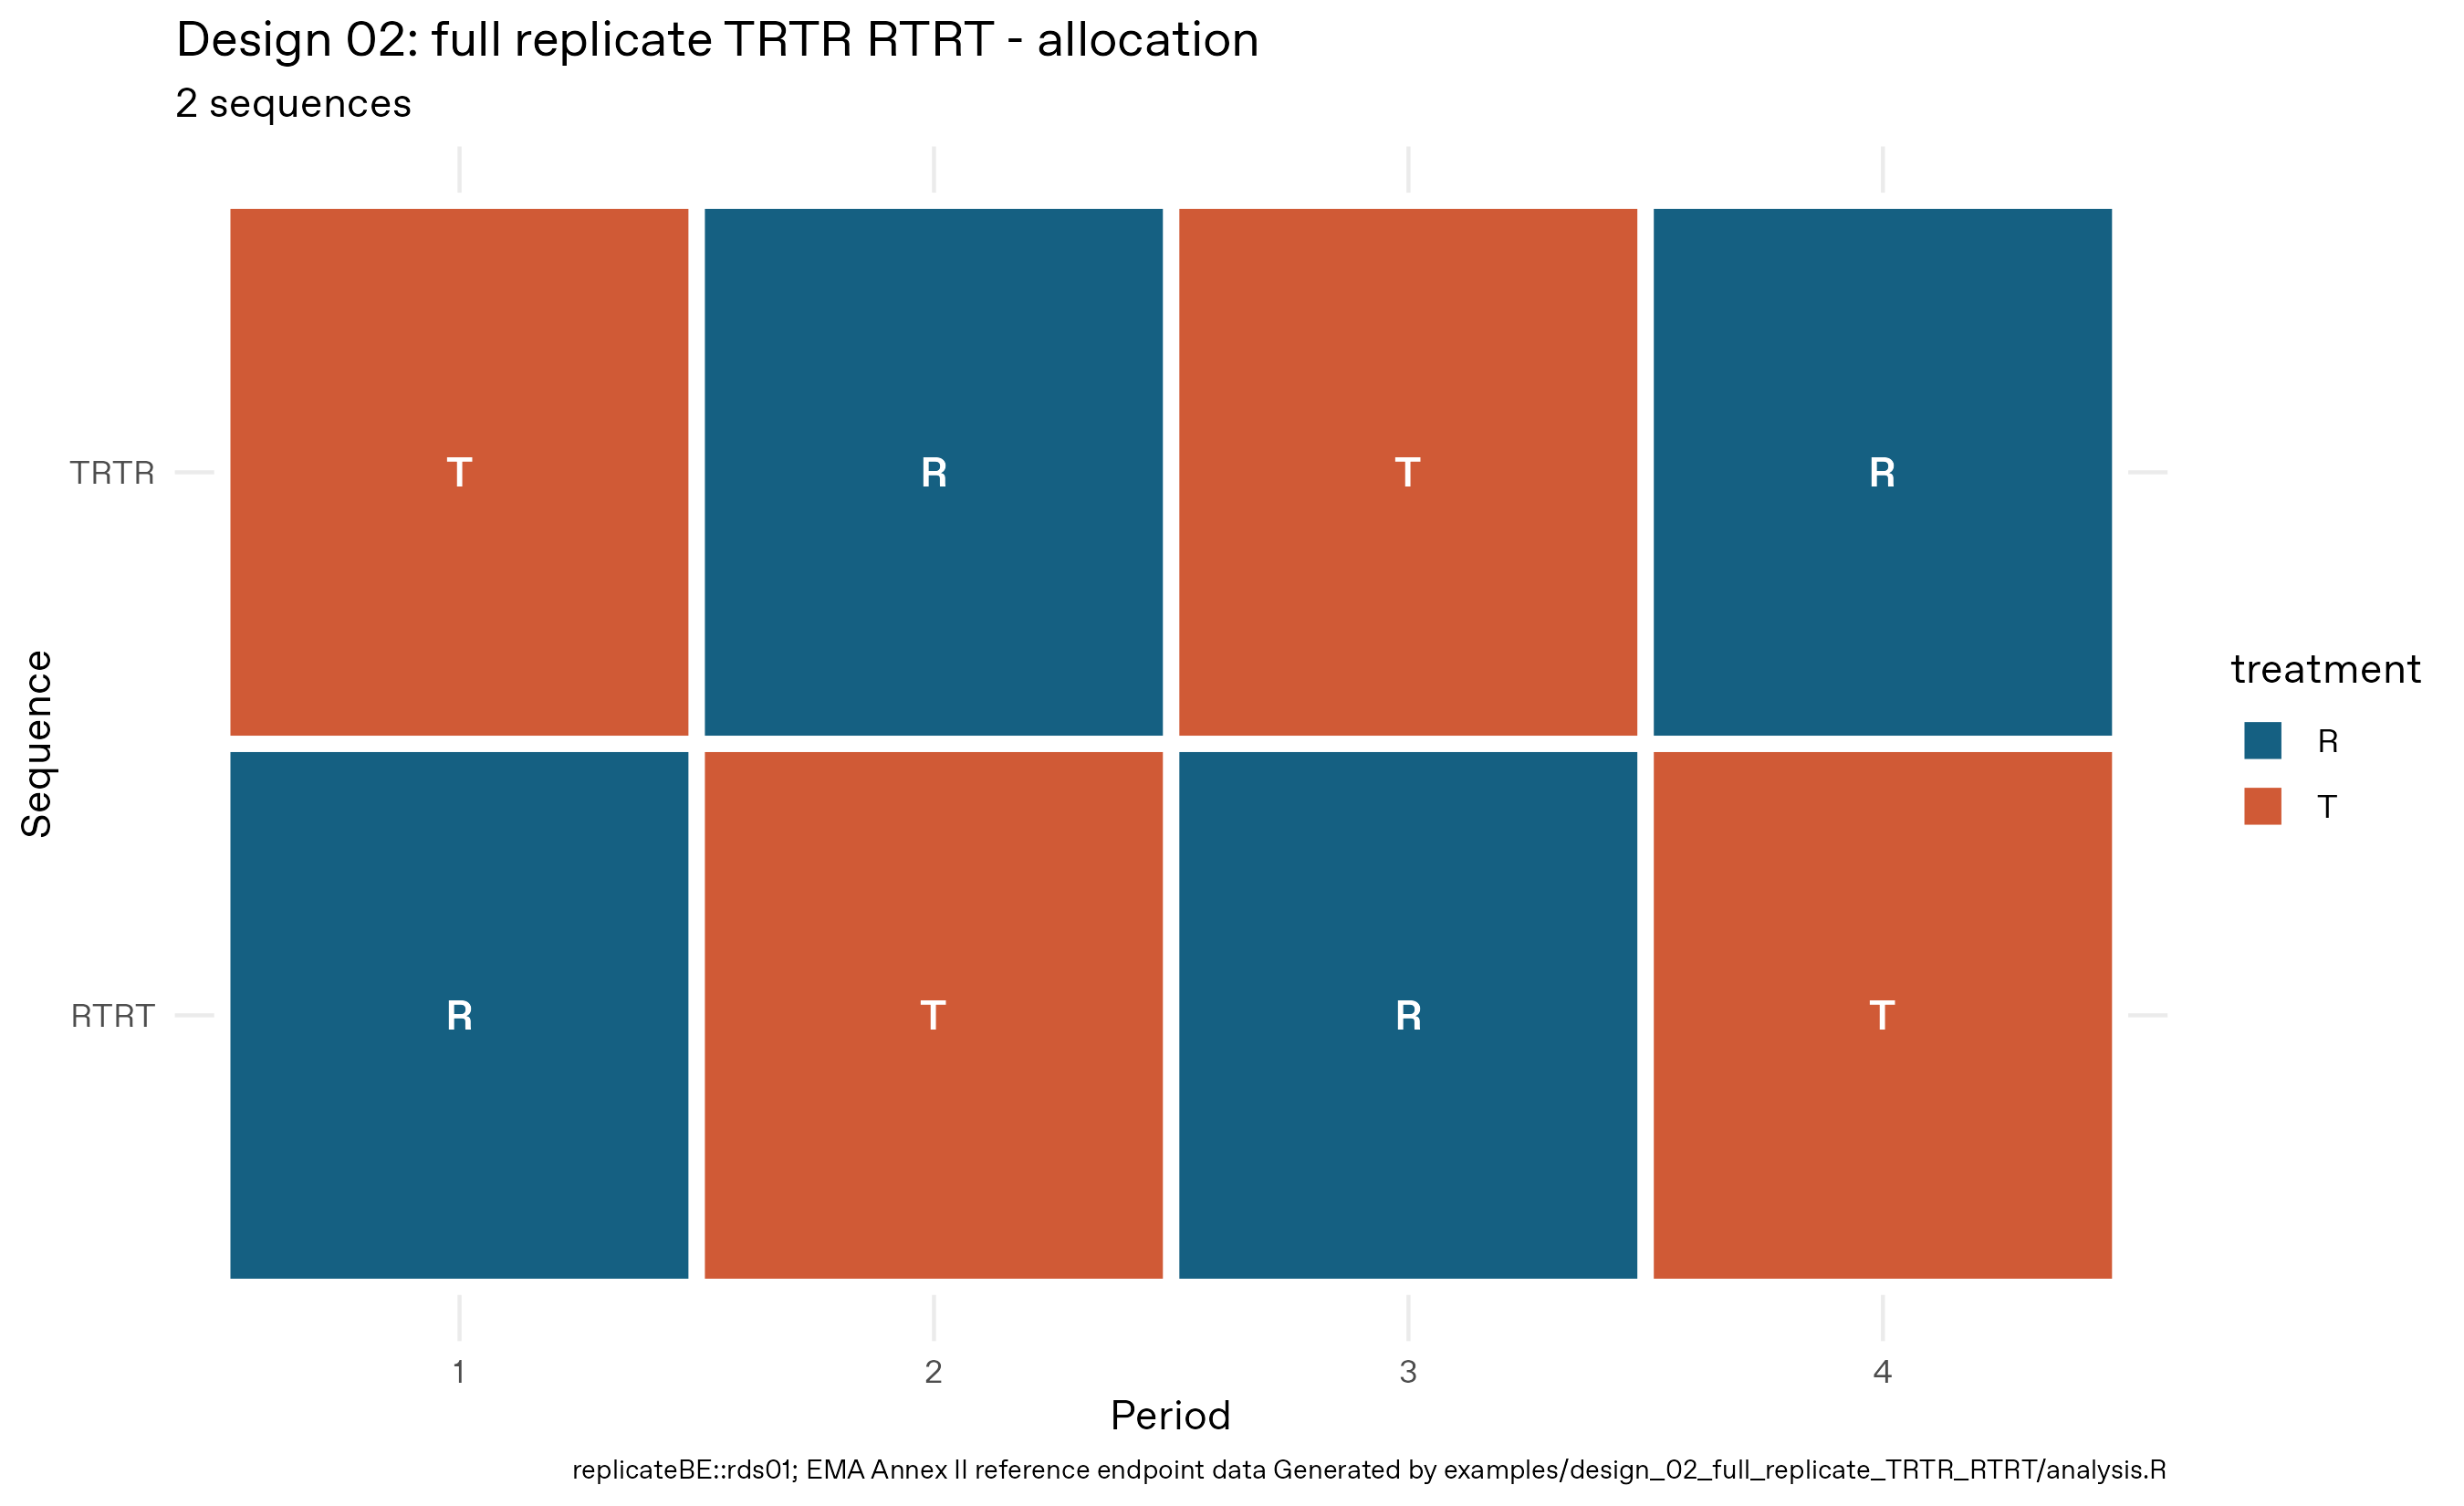 Design 02: full replicate TRTR RTRT - allocation
2 sequences
Sequence
TRTR
T R T R
RTRT
R T R T
treatment
R
T
1 2 3 4
Period
replicateBE::rds01; EMA Annex II reference endpoint data Generated by examples/design_02_full_replicate_TRTR_RTRT/analysis.R